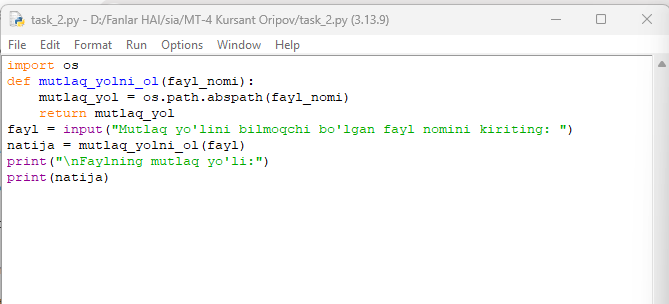 task_2.py - D:/Fanlar HAI/sia/MT-4 Kursant Oripov/task_2.py (3.13.9)
File Edit Format Run Options Window Help
import os
def mutlaq_yolni_ol(fayl_nomi):
    mutlaq_yol = os.path.abspath(fayl_nomi)
    return mutlaq_yol
fayl = input("Mutlaq yo'lini bilmoqchi bo'lgan fayl nomini kiriting: ")
natija = mutlaq_yolni_ol(fayl)
print("\nFaylning mutlaq yo'li:")
print(natija)